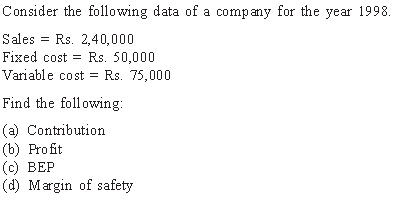 Consider the following data of a company for the year 1998.
Sales = Rs. 2,40,000
Fixed cost = Rs. 50,000
Variable cost = Rs. 75,000
Find the following:
(a) Contribution
(b) Profit
(c) BEP
(d) Margin of safety